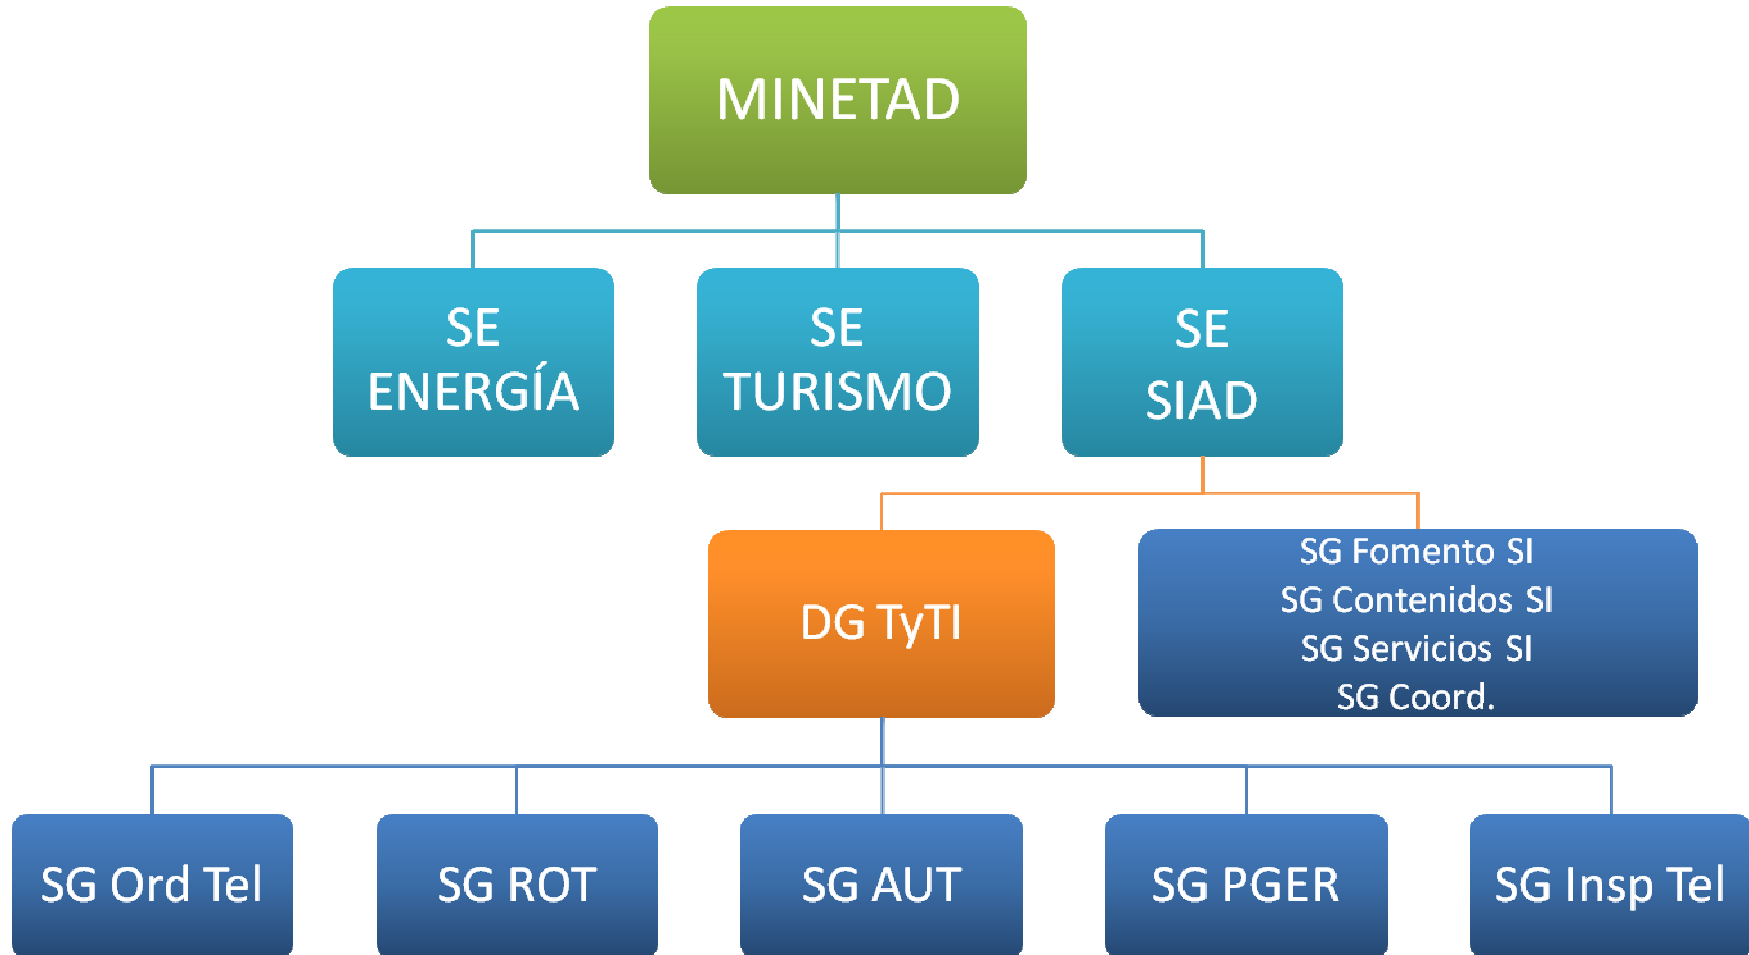 MINETAD
SE
ENERGÍA
SE
TURISMO
SE
SIAD
DG TyTI
SG Fomento SI
SG Contenidos SI
SG Servicios SI
SG Coord.
SG Ord Tel
SG ROT
SG AUT
SG PGER
SG Insp Tel